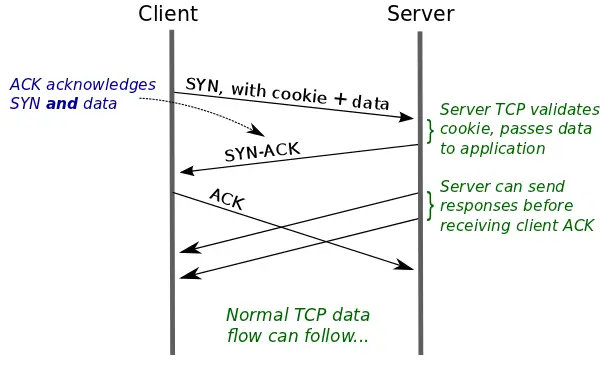 Client
Server
ACK acknowledges
SYN and data
SYN, with cookie + data
Server TCP validates
cookie, passes data
to application
SYN-ACK
ACK
Server can send
responses before
receiving client ACK
Normal TCP data
flow can follow...